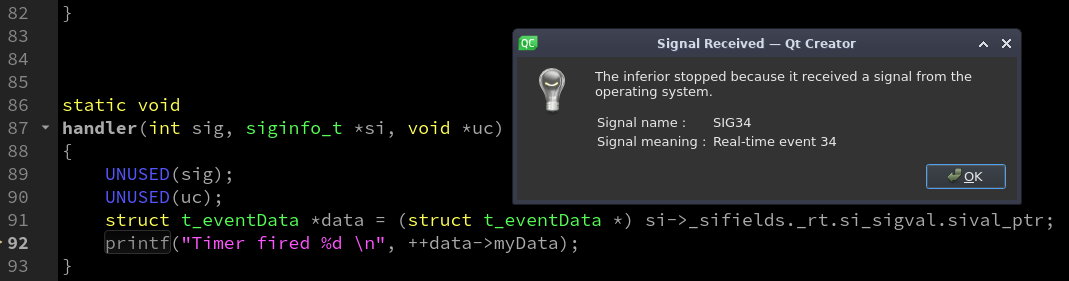 82 }
83
84
85
86 static void
87 handler(int sig, siginfo_t *si, void *uc)
88 {
89 UNUSED(sig);
90 UNUSED(uc);
91 struct t_eventData *data = (struct t_eventData *) si->_sifields._rt.si_sigval.sival_ptr;
92 printf("Timer fired %d \n", ++data->myData);
93 }
QC Signal Received — Qt Creator
The inferior stopped because it received a signal from the
operating system.
Signal name : SIG34
Signal meaning : Real-time event 34
OK